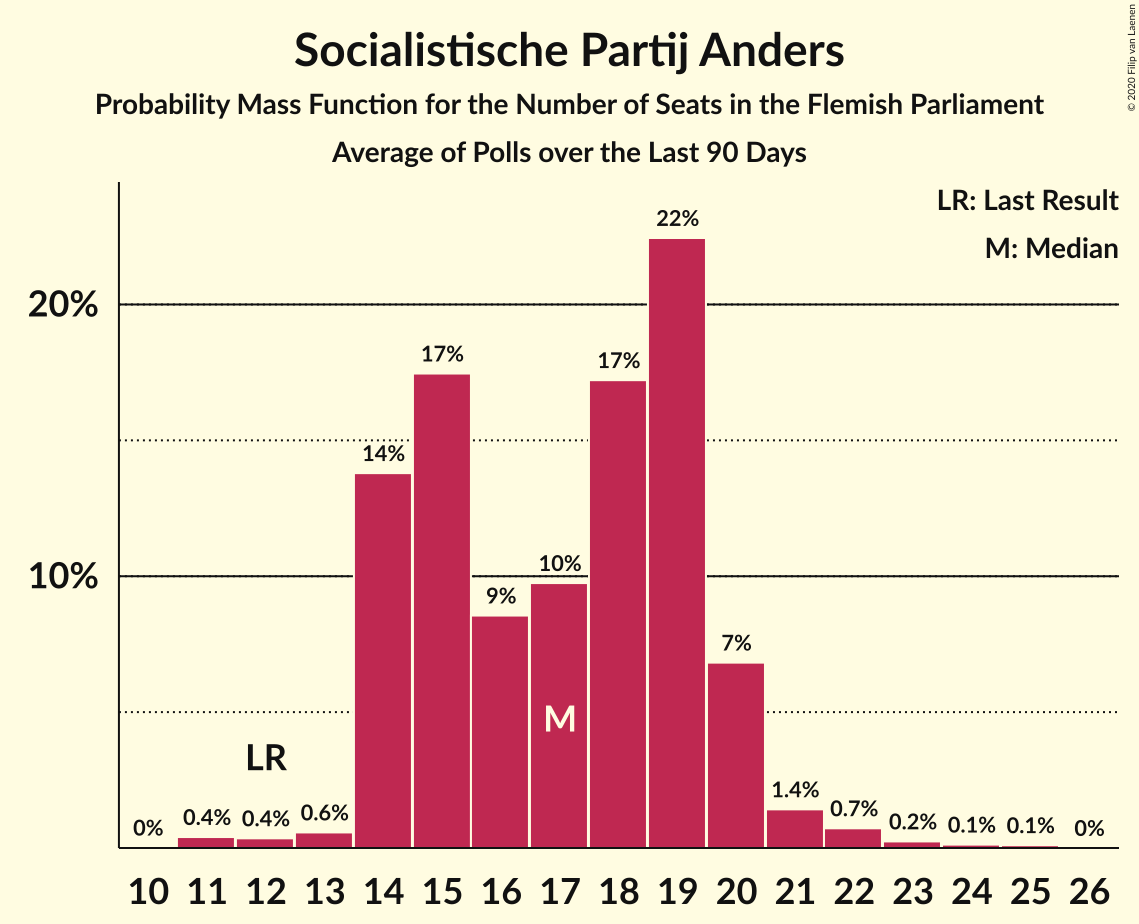 Socialistische Partij Anders
Probability Mass Function for the Number of Seats in the Flemish Parliament
Average of Polls over the Last 90 Days
© 2020 Filip van Laenen
LR: Last Result
M: Median
20%
10%
0%
0.4%
0.4%
0.6%
14%
17%
9%
10%
17%
22%
7%
1.4%
0.7%
0.2%
0.1%
0.1%
0%
LR
M
10 11 12 13 14 15 16 17 18 19 20 21 22 23 24 25 26